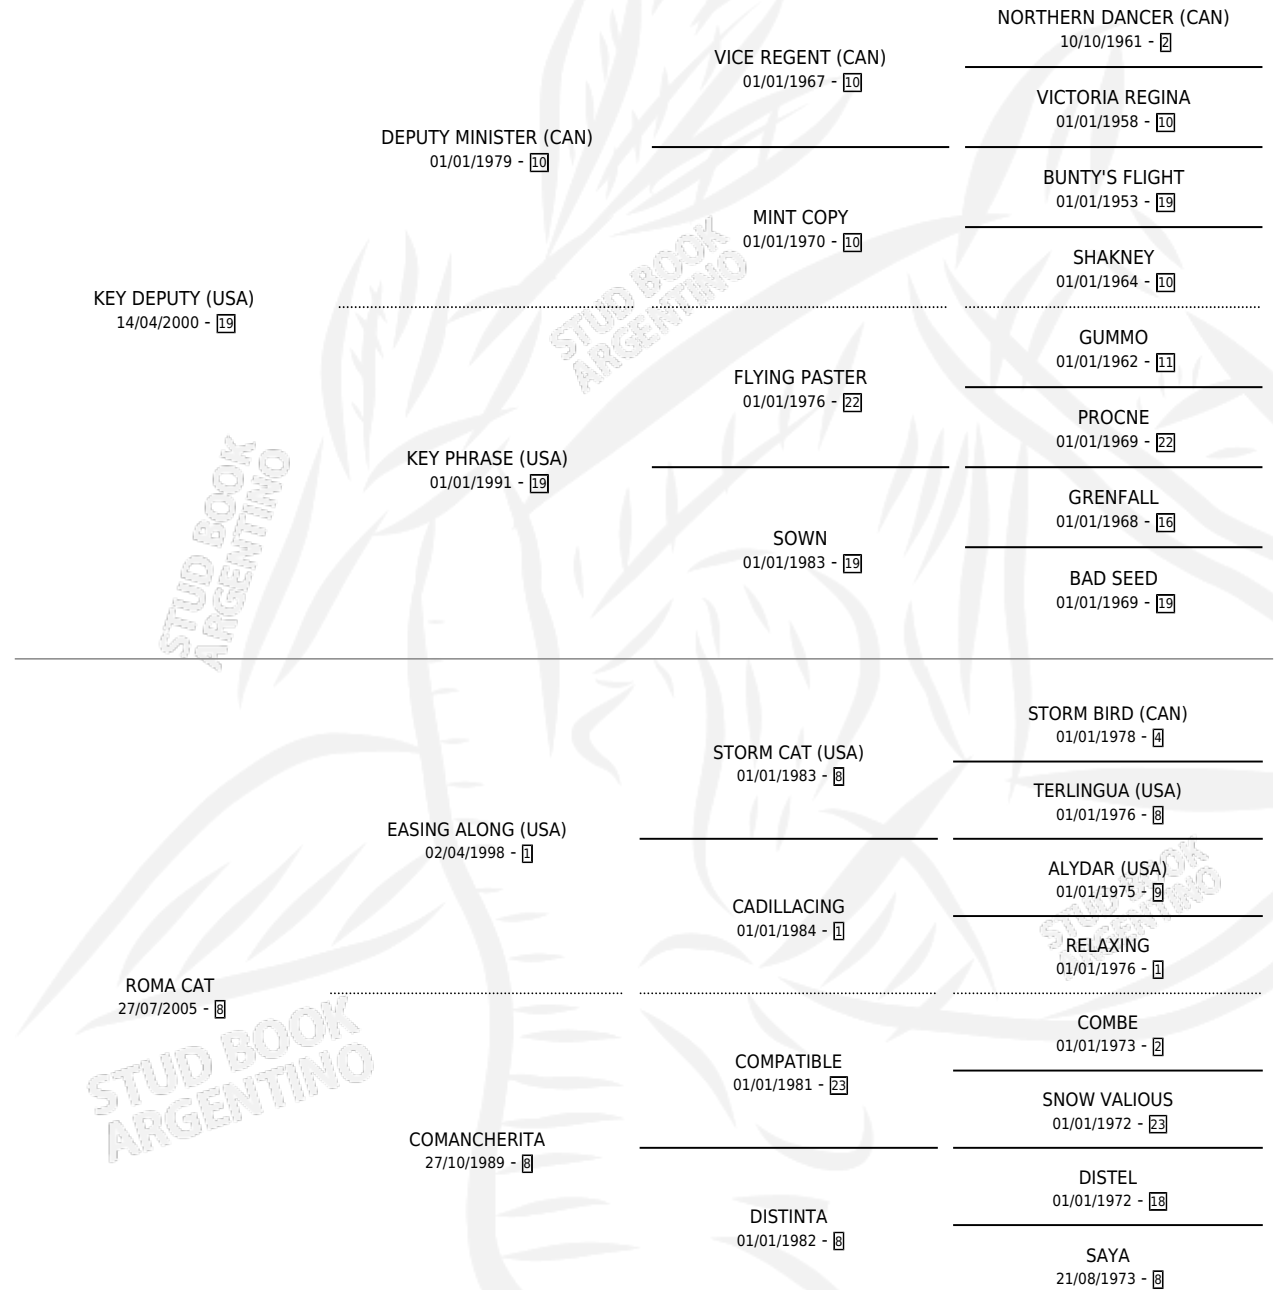 NORTHERN DANCER (CAN)
10/10/1961 - 2
VICE REGENT (CAN)
01/01/1967 - 10
VICTORIA REGINA
01/01/1958 - 10
DEPUTY MINISTER (CAN)
01/01/1979 - 10
BUNTY'S FLIGHT
01/01/1953 - 19
MINT COPY
01/01/1970 - 10
SHAKNEY
01/01/1964 - 10
KEY DEPUTY (USA)
14/04/2000 - 19
STUD BOOK
ARGENTINO
GUMMO
01/01/1962 - 11
FLYING PASTER
01/01/1976 - 22
PROCNE
01/01/1969 - 22
KEY PHRASE (USA)
01/01/1991 - 19
GRENFALL
01/01/1968 - 16
SOWN
01/01/1983 - 19
BAD SEED
01/01/1969 - 19
STUD BOOK
ARGENTINO
STORM BIRD (CAN)
01/01/1978 - 4
STORM CAT (USA)
01/01/1983 - 8
TERLINGUA (USA)
01/01/1976 - 8
EASING ALONG (USA)
02/04/1998 - 1
ALYDAR (USA)
01/01/1975 - 9
CADILLACING
01/01/1984 - 1
STUD BOOK
ARGENTINO
RELAXING
01/01/1976 - 1
ROMA CAT
27/07/2005 - 8
COMBE
01/01/1973 - 2
COMPATIBLE
01/01/1981 - 23
STUD BOOK
ARGENTINO
SNOW VALIOUS
01/01/1972 - 23
COMANCHERITA
27/10/1989 - 8
DISTEL
01/01/1972 - 18
DISTINTA
01/01/1982 - 8
SAYA
21/08/1973 - 8